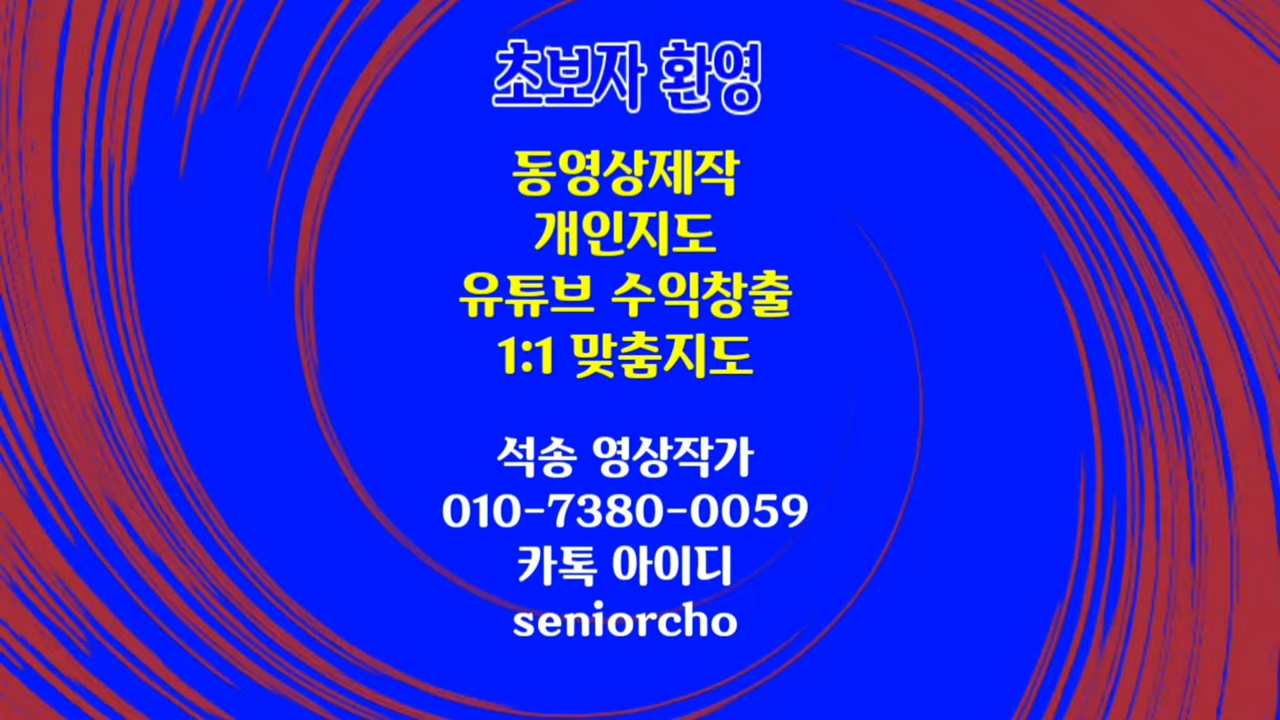 초보자 환영
동영상제작
개인지도
유튜브 수익창출
1:1 맞춤지도
석송 영상작가
010-7380-0059
카톡 아이디
seniorcho